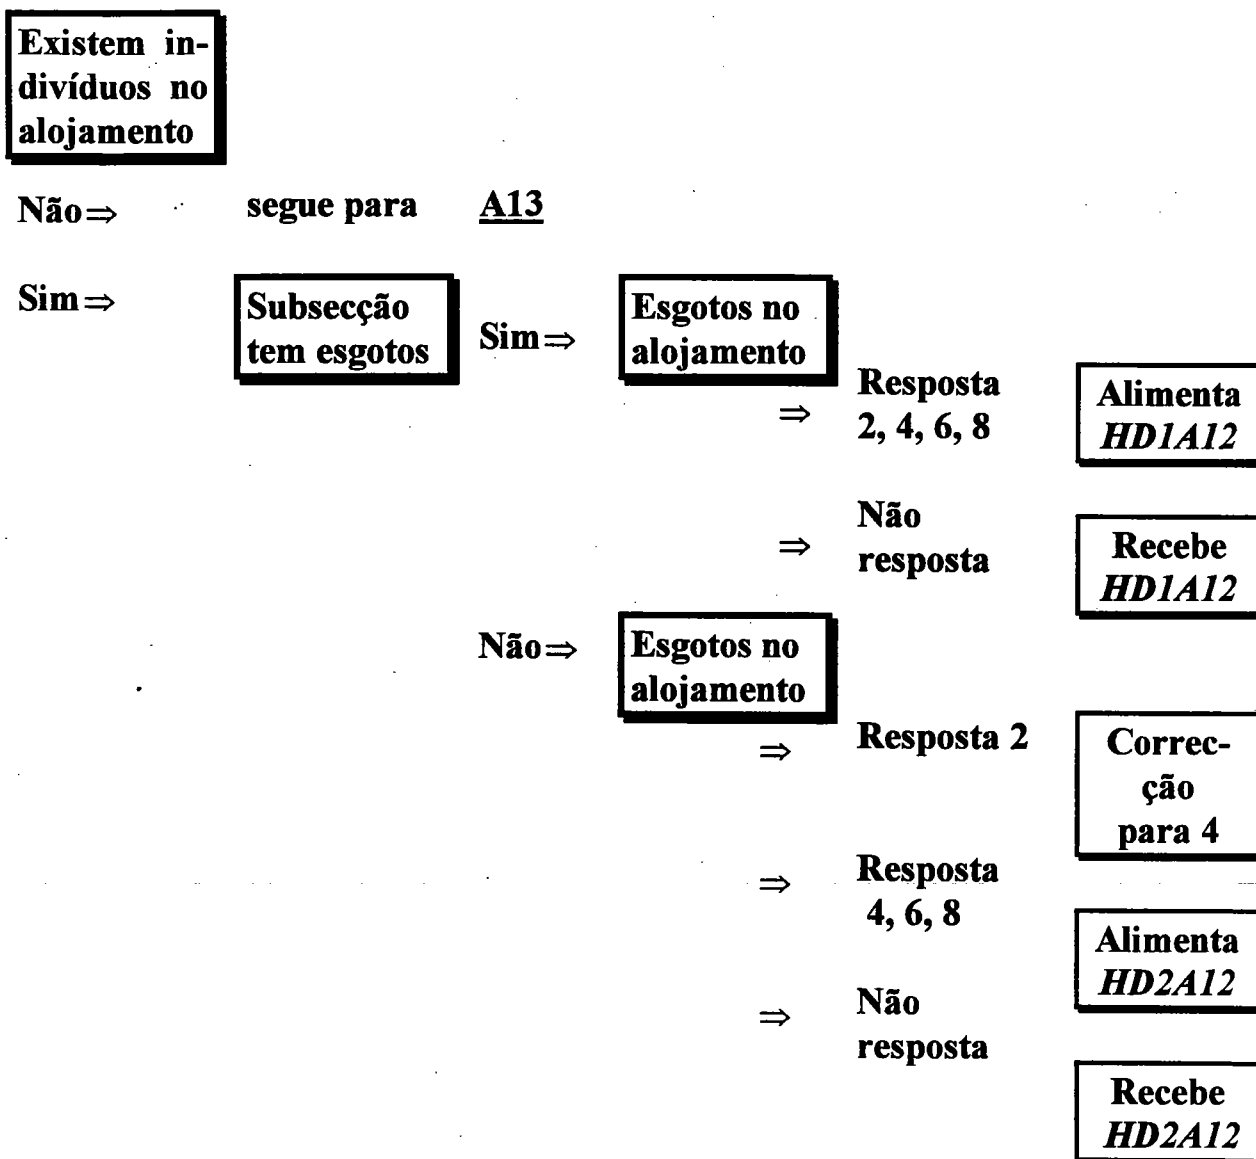 Existem in-
divíduos no
alojamento
Não⇒ segue para A13
Sim⇒
Subsecção
tem esgotos
Sim⇒
Esgotos no
alojamento
⇒
Resposta
2, 4, 6, 8
Alimenta
HD1A12
⇒
Não
resposta
Recebe
HD1A12
Não⇒
Esgotos no
alojamento
⇒
Resposta 2
Correc-
ção
para 4
⇒
Resposta
4, 6, 8
Alimenta
HD2A12
⇒
Não
resposta
Recebe
HD2A12